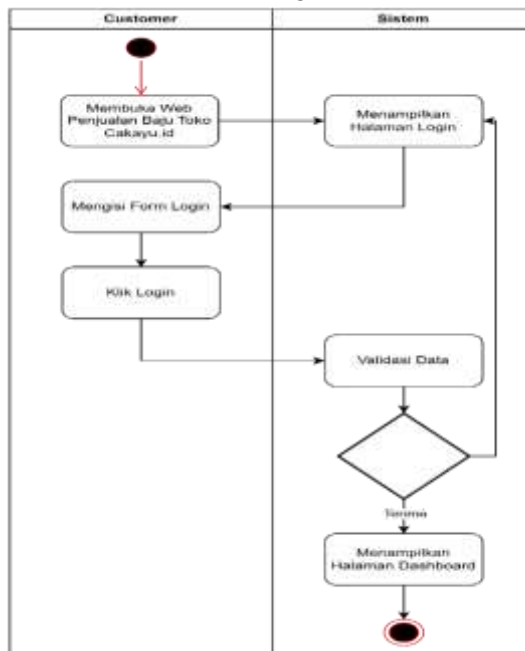 Customer
Sistem
Membuka Web
Penjualan Baju Toko
Cakayu.id
Menampilkan
Halaman Login
Mengisi Form Login
Klik Login
Validasi Data
Terima
Menampilkan
Halaman Dashboard